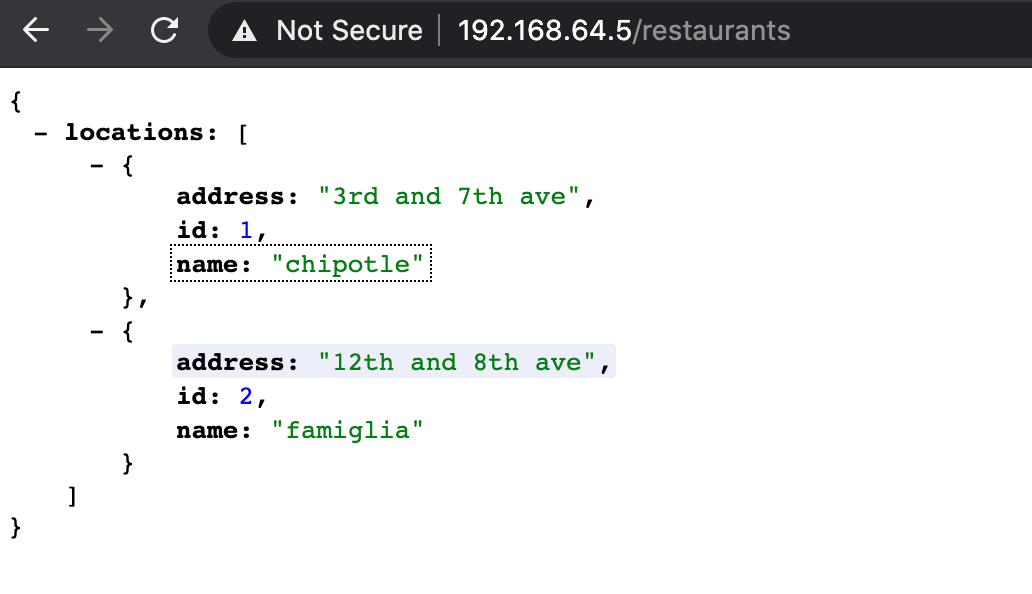 Not Secure | 192.168.64.5/restaurants
{
– locations: [
– {
address: "3rd and 7th ave",
id: 1,
name: "chipotle"
},
– {
address: "12th and 8th ave",
id: 2,
name: "famiglia"
}
]
}